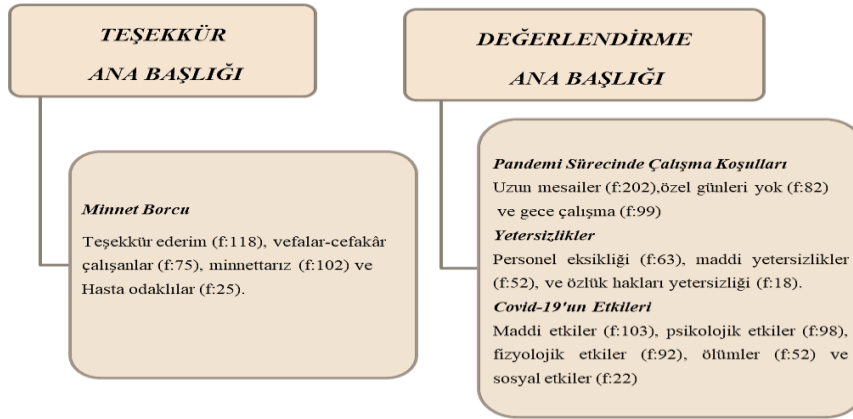 TEŞEKKÜR
ANA BAŞLIĞI
Minnet Borcu
Teşekkür ederim (f:118), vefalar-cefakâr
çalışanlar (f:75), minnettarız (f:102) ve
Hasta odaklılar (f:25).
DEĞERLENDİRME
ANA BAŞLIĞI
Pandemi Sürecinde Çalışma Koşulları
Uzun mesailer (f:202),özel günleri yok (f:82)
ve gece çalışma (f:99)
Yetersizlikler
Personel eksikliği (f:63), maddi yetersizlikler
(f:52), ve özlük hakları yetersizliği (f:18).
Covid-19'un Etkileri
Maddi etkiler (f:103), psikolojik etkiler (f:98),
fizyolojik etkiler (f:92), ölümler (f:52) ve
sosyal etkiler (f:22)